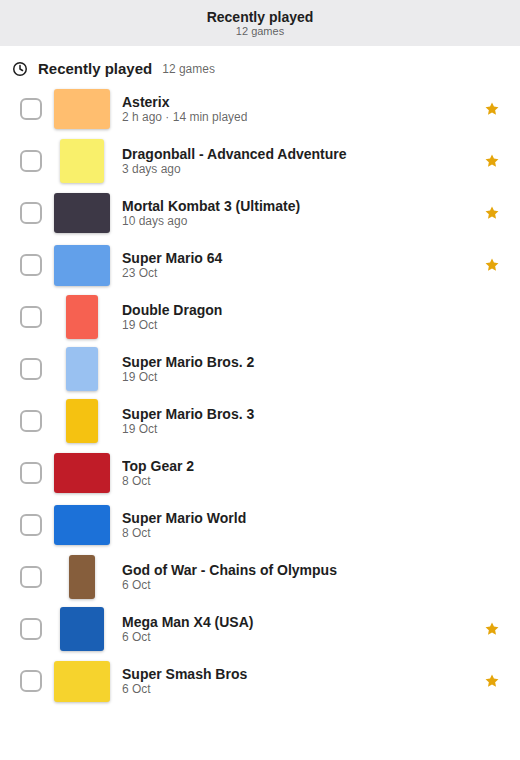 Recently played
12 games
Recently played 12 games
Asterix
2 h ago · 14 min played
Dragonball - Advanced Adventure
3 days ago
Mortal Kombat 3 (Ultimate)
10 days ago
Super Mario 64
23 Oct
Double Dragon
19 Oct
Super Mario Bros. 2
19 Oct
Super Mario Bros. 3
19 Oct
Top Gear 2
8 Oct
Super Mario World
8 Oct
God of War - Chains of Olympus
6 Oct
Mega Man X4 (USA)
6 Oct
Super Smash Bros
6 Oct